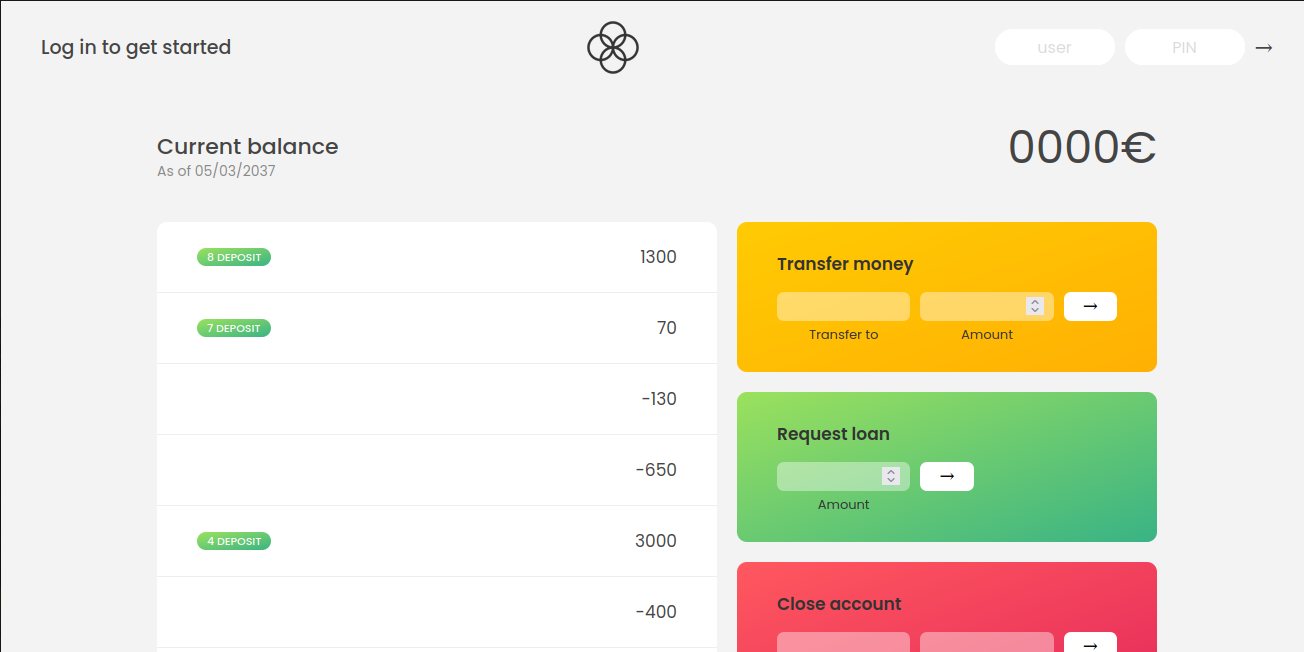 Log in to get started
user
PIN
→
Current balance
As of 05/03/2037
0000€
8 DEPOSIT
1300
7 DEPOSIT
70
-130
-650
4 DEPOSIT
3000
-400
Transfer money
→
Transfer to
Amount
Request loan
→
Amount
Close account
→